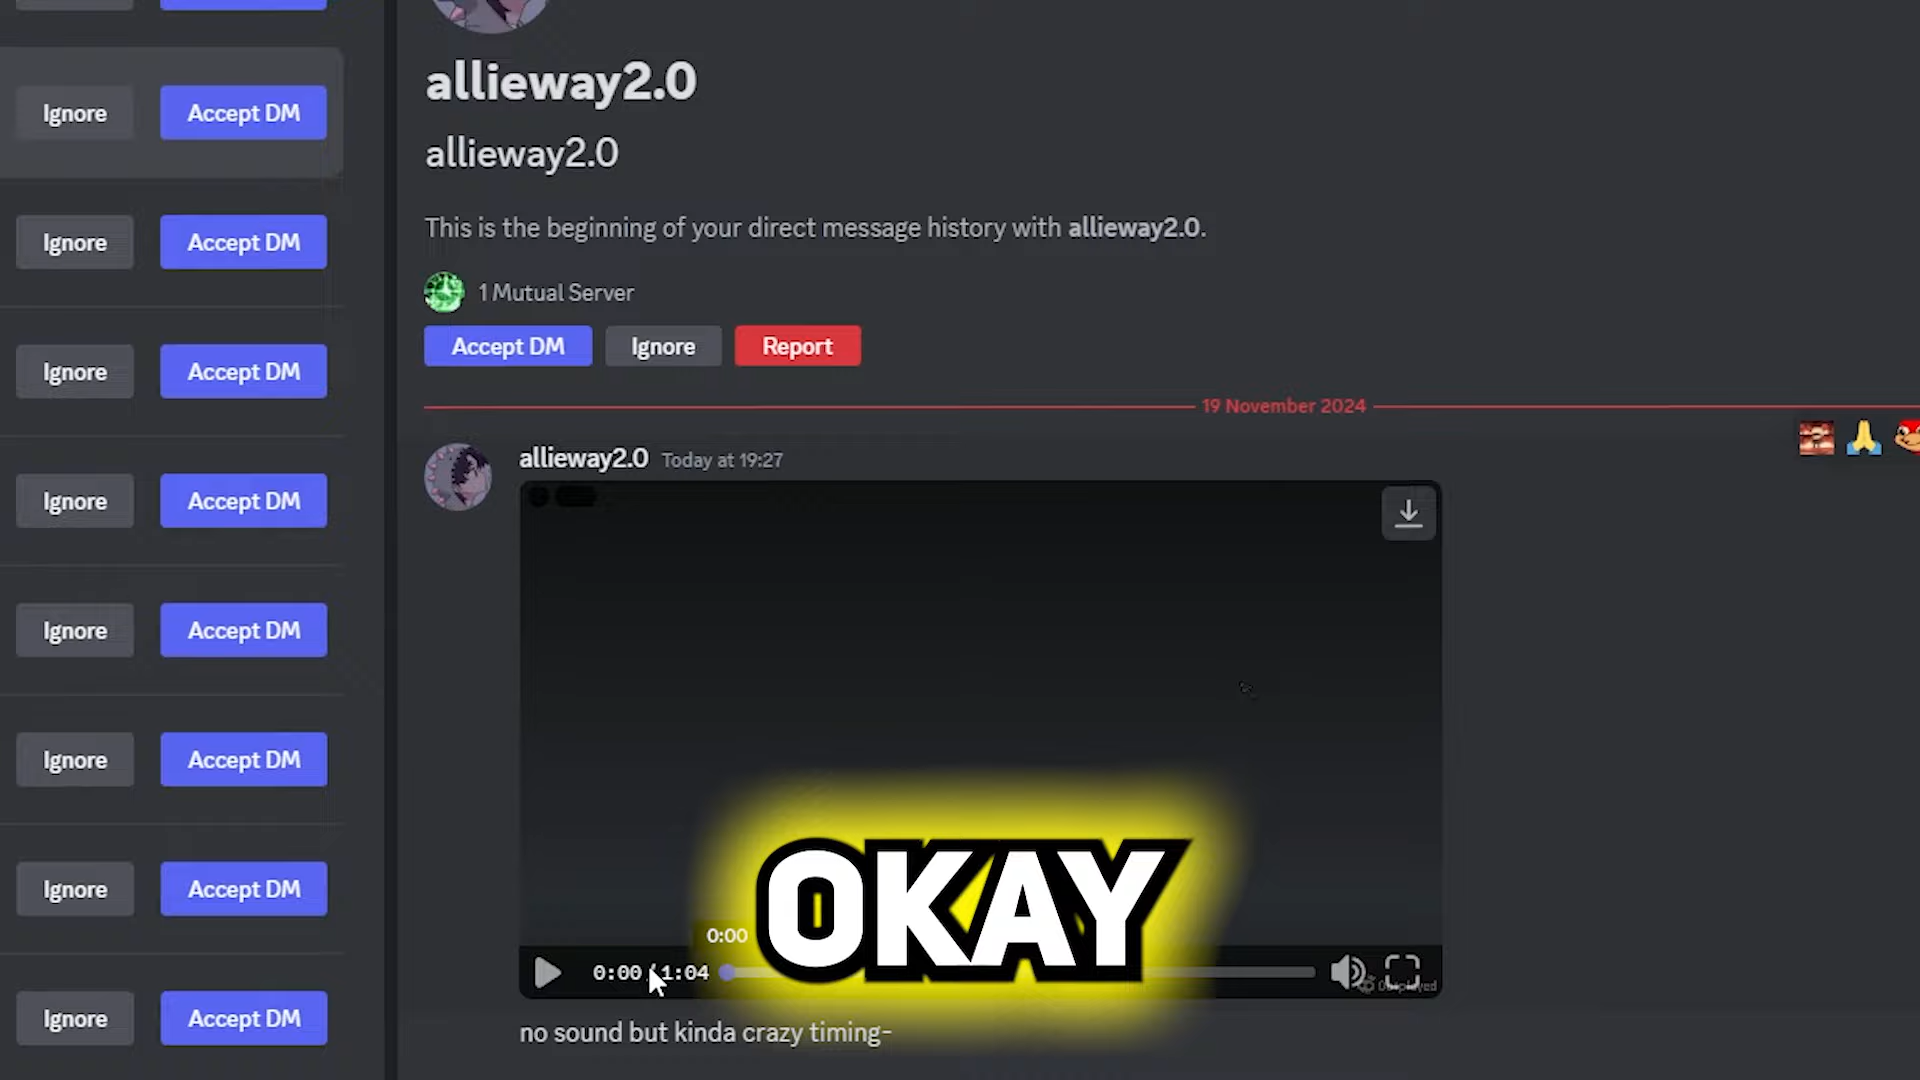 Ignore Accept DM
Ignore Accept DM
Ignore Accept DM
Ignore Accept DM
Ignore Accept DM
Ignore Accept DM
Ignore Accept DM
Ignore Accept DM
allieway2.0
allieway2.0
This is the beginning of your direct message history with allieway2.0.
1 Mutual Server
Accept DM Ignore Report
19 November 2024
allieway2.0 Today at 19:27
OKAY
0:00
0:00 / 1:04
no sound but kinda crazy timing-